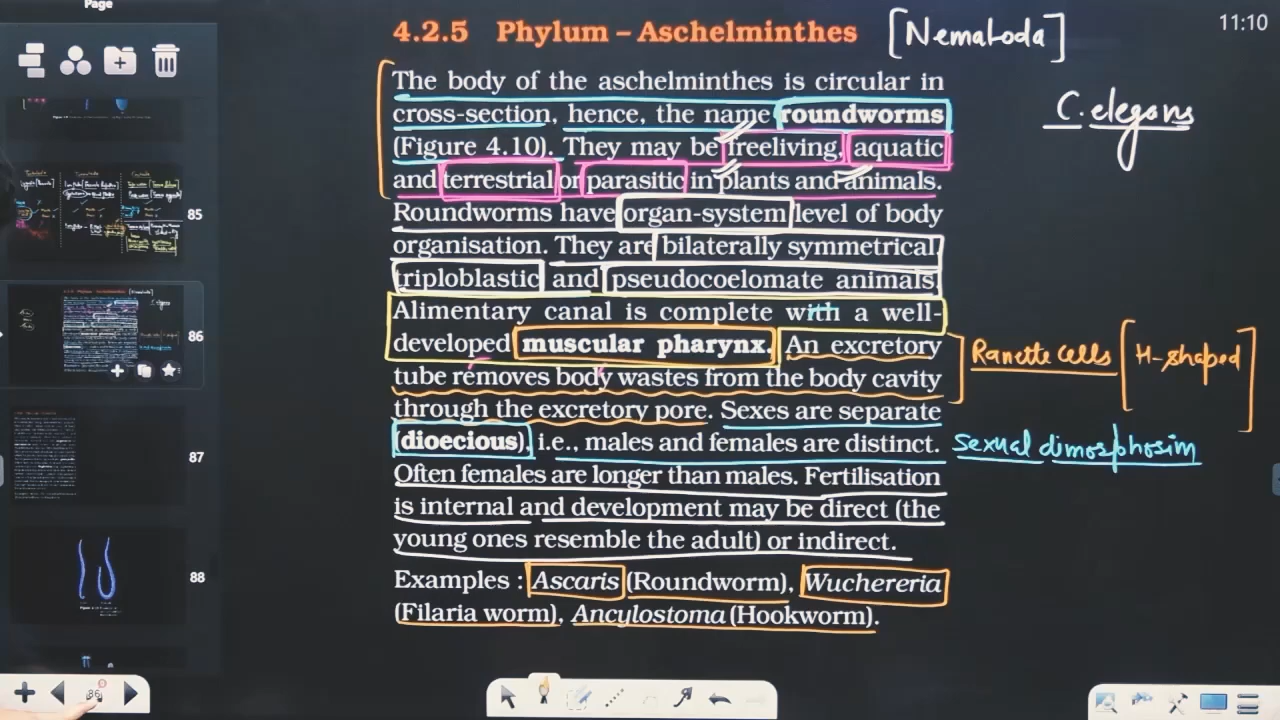 Page
11:10
4.2.5 Phylum – Aschelminthes [Nematoda]
The body of the aschelminthes is circular in
cross-section, hence, the name roundworms
(Figure 4.10). They may be freeliving, aquatic
and terrestrial or parasitic in plants and animals.
Roundworms have organ-system level of body
organisation. They are bilaterally symmetrical,
triploblastic and pseudocoelomate animals.
Alimentary canal is complete with a well-
developed muscular pharynx. An excretory
tube removes body wastes from the body cavity
through the excretory pore. Sexes are separate
(dioecious), i.e., males and females are distinct.
Often females are longer than males. Fertilisation
is internal and development may be direct (the
young ones resemble the adult) or indirect.
Examples : Ascaris (Roundworm), Wuchereria
(Filaria worm), Ancylostoma (Hookworm).
C. elegans
Ranette cells [H-shaped]
Sexual dimorphosim
85
86
87
88
86
9